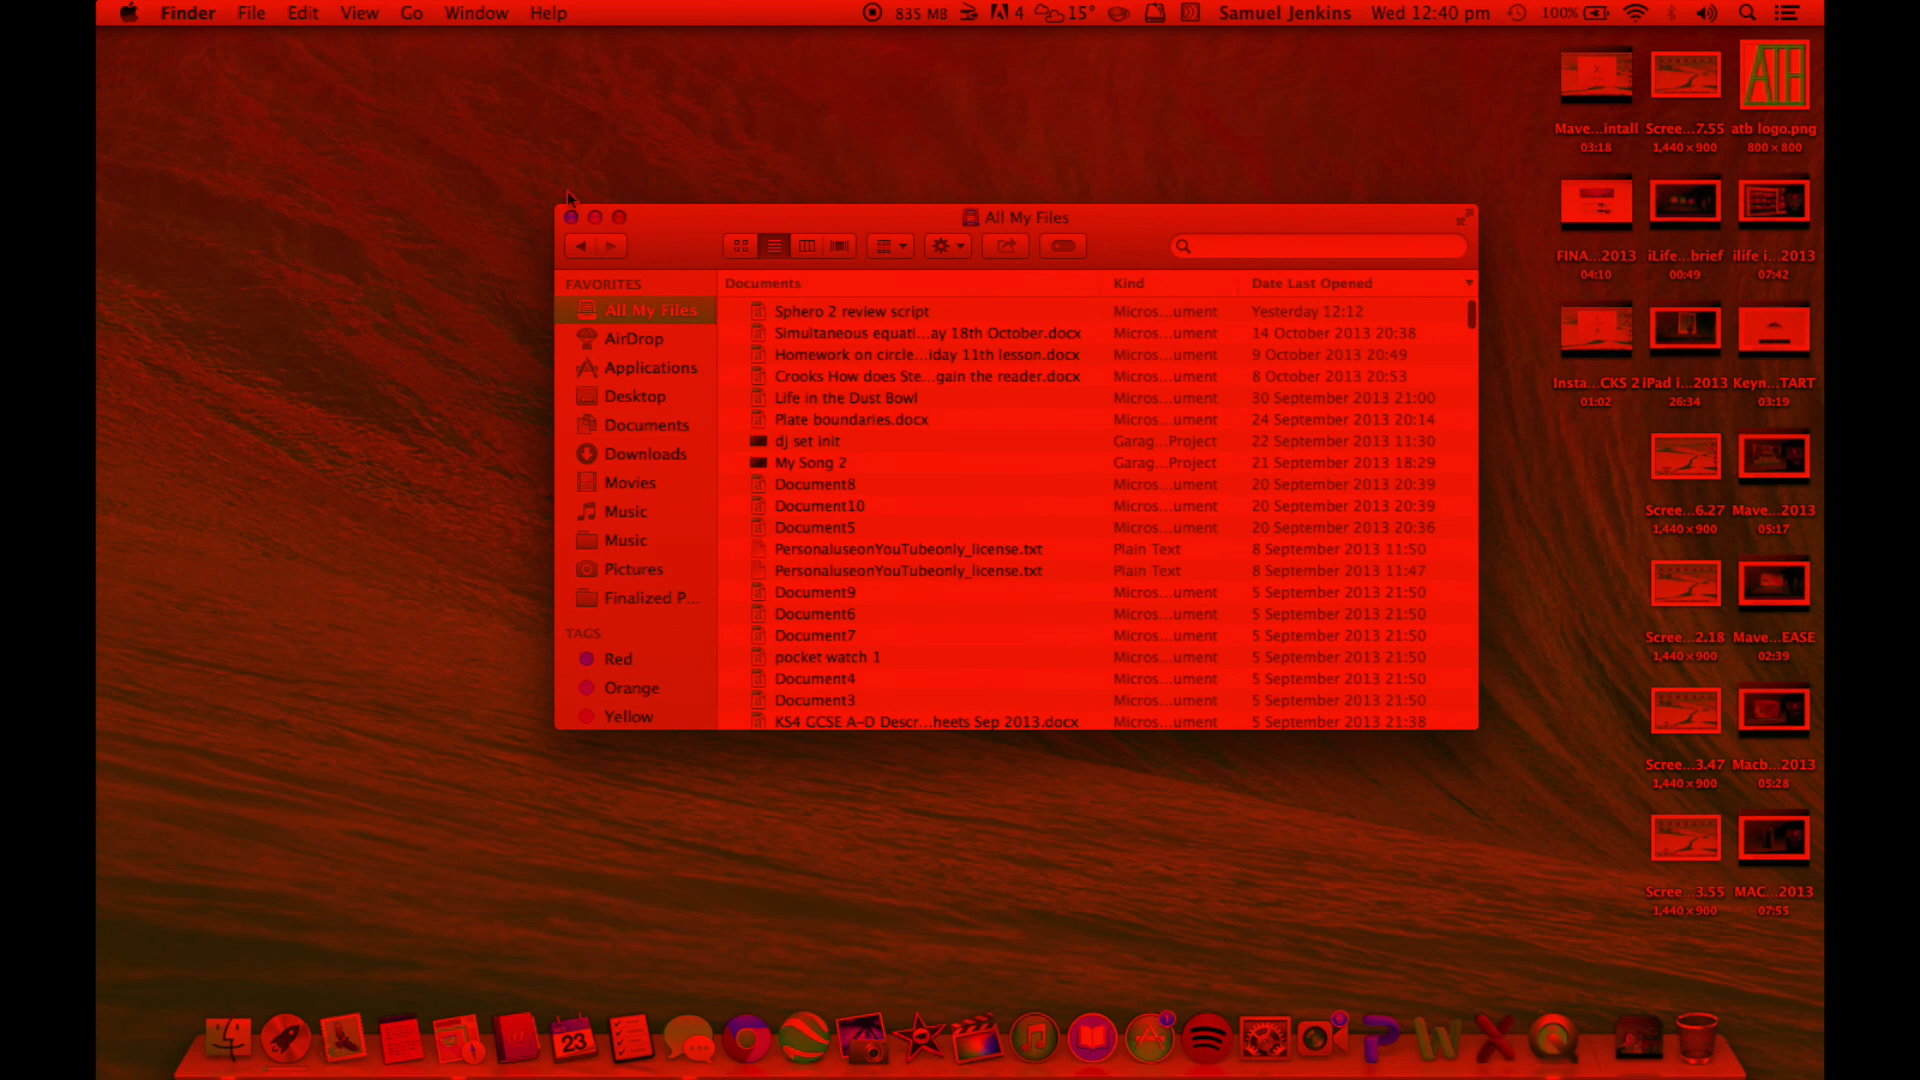 Finder File Edit View Go Window Help 835 MB 4 15° Samuel Jenkins Wed 12:40 pm 100%
ATH
Mave...intall Scree...7.55 atb logo.png
03:18 1,440 × 900 800 × 800
FINA...2013 iLife...brief ilife i...2013
04:10 00:49 07:42
Insta...CKS 2 iPad i...2013 Keyn...TART
01:02 26:34 03:19
Scree...6.27 Mave...2013
1,440 × 900 05:17
Scree...2.18 Mave...EASE
1,440 × 900 02:39
Scree...3.47 Macb...2013
1,440 × 900 05:28
Scree...3.55 MAC...2013
1,440 × 900 07:55
All My Files
FAVORITES
All My Files
AirDrop
Applications
Desktop
Documents
Downloads
Movies
Music
Music
Pictures
Finalized P...
TAGS
Red
Orange
Yellow
Documents Kind Date Last Opened
Sphero 2 review script Micros...ument Yesterday 12:12
Simultaneous equati...ay 18th October.docx Micros...ument 14 October 2013 20:38
Homework on circle...iday 11th lesson.docx Micros...ument 9 October 2013 20:49
Crooks How does Ste...gain the reader.docx Micros...ument 8 October 2013 20:53
Life in the Dust Bowl Micros...ument 30 September 2013 21:00
Plate boundaries.docx Micros...ument 24 September 2013 20:14
dj set init Garag...Project 22 September 2013 11:30
My Song 2 Garag...Project 21 September 2013 18:29
Document8 Micros...ument 20 September 2013 20:39
Document10 Micros...ument 20 September 2013 20:39
Document5 Micros...ument 20 September 2013 20:36
PersonaluseonYouTubeonly_license.txt Plain Text 8 September 2013 11:50
PersonaluseonYouTubeonly_license.txt Plain Text 8 September 2013 11:47
Document9 Micros...ument 5 September 2013 21:50
Document6 Micros...ument 5 September 2013 21:50
Document7 Micros...ument 5 September 2013 21:50
pocket watch 1 Micros...ument 5 September 2013 21:50
Document4 Micros...ument 5 September 2013 21:50
Document3 Micros...ument 5 September 2013 21:50
KS4 GCSE A-D Descr...heets Sep 2013.docx Micros...ument 5 September 2013 21:38
23